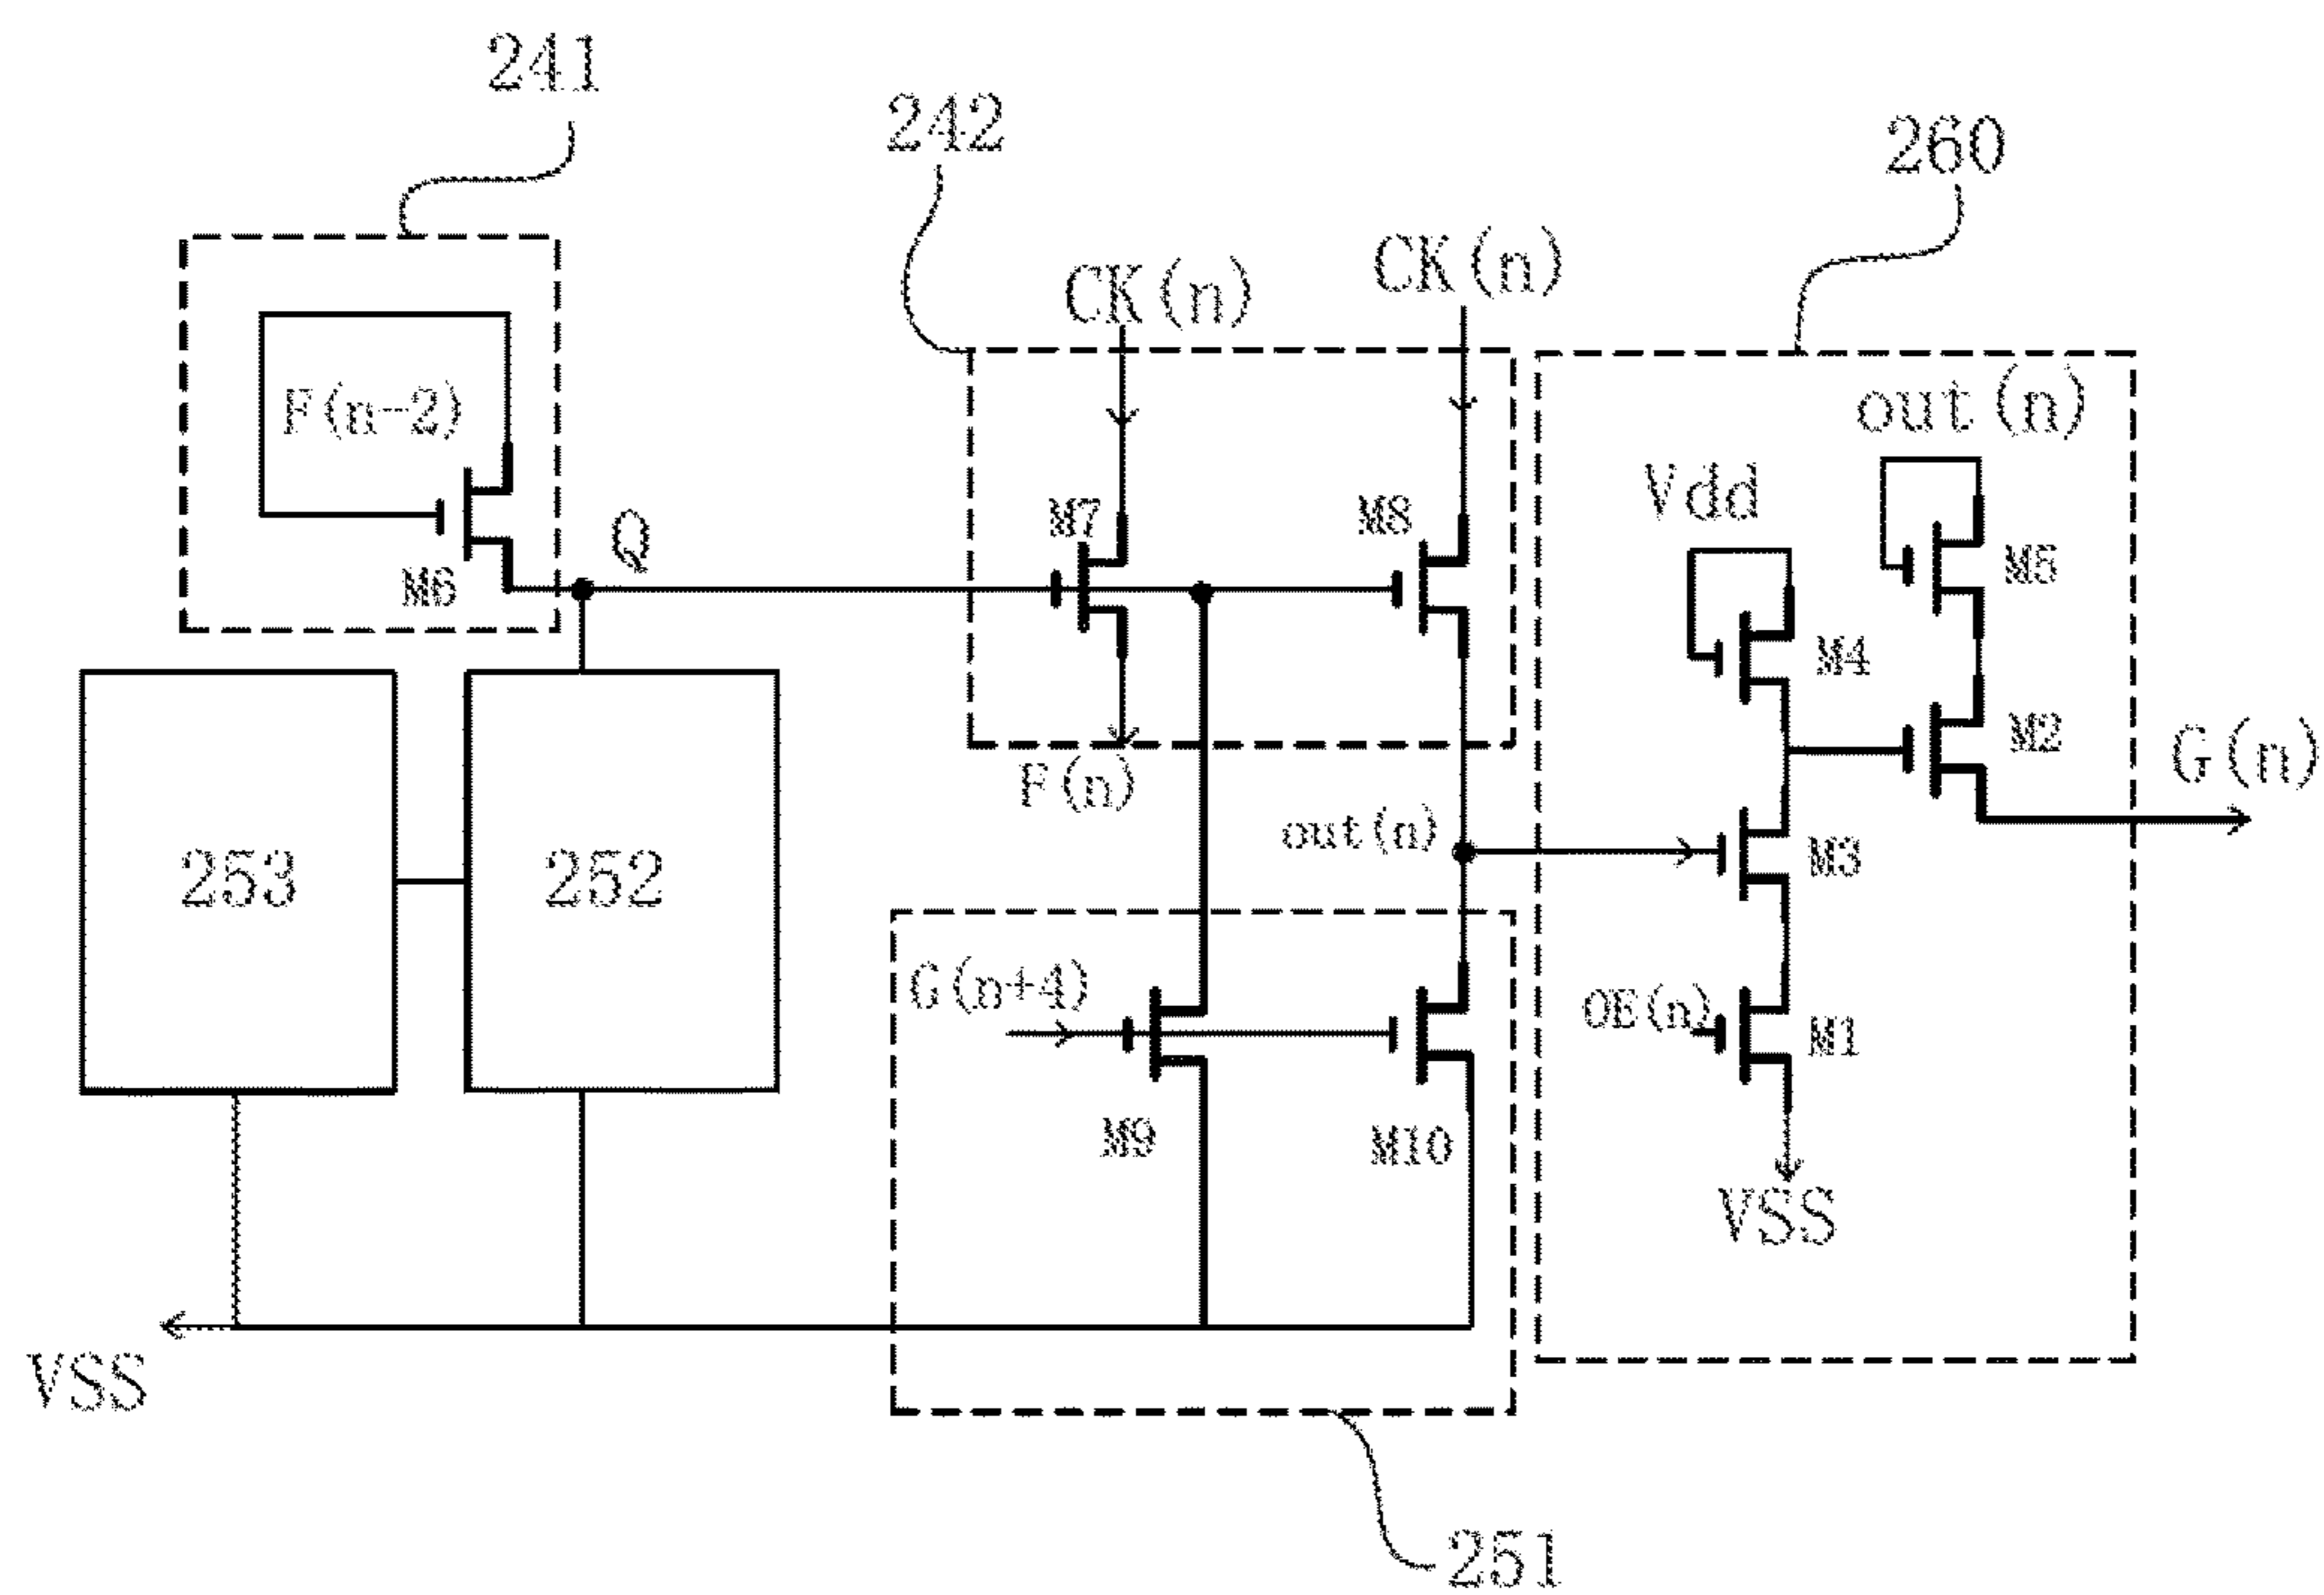 241
242
260
CK(n)
CK(n)
F(n-2)
out(n)
Vdd
M7
M8
Q
M6
M5
M4
M2
G(n)
F(n)
out(n)
M3
253
252
G(n+4)
OE(n)
M1
M9
M10
VSS
VSS
251